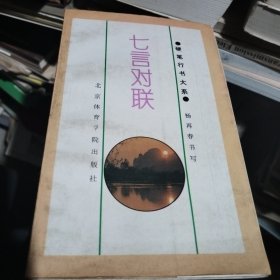 ●硬笔行书大系●
杨再春书写
七言对联
北京体育学院出版社